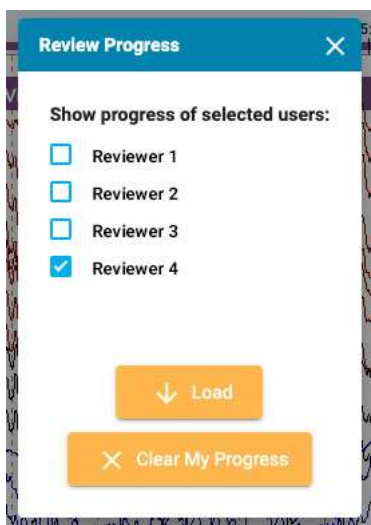 Review Progress
Show progress of selected users:
Reviewer 1
Reviewer 2
Reviewer 3
Reviewer 4
Load
Clear My Progress